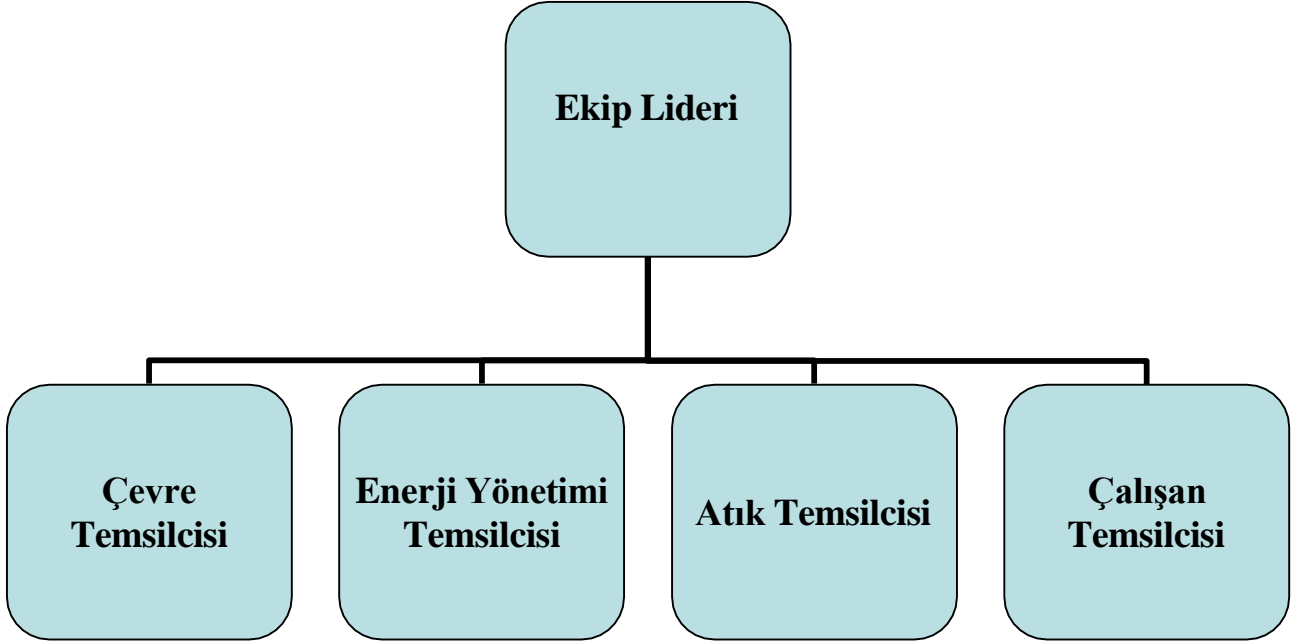 Ekip Lideri
Çevre
Temsilcisi
Enerji Yönetimi
Temsilcisi
Atık Temsilcisi
Çalışan
Temsilcisi